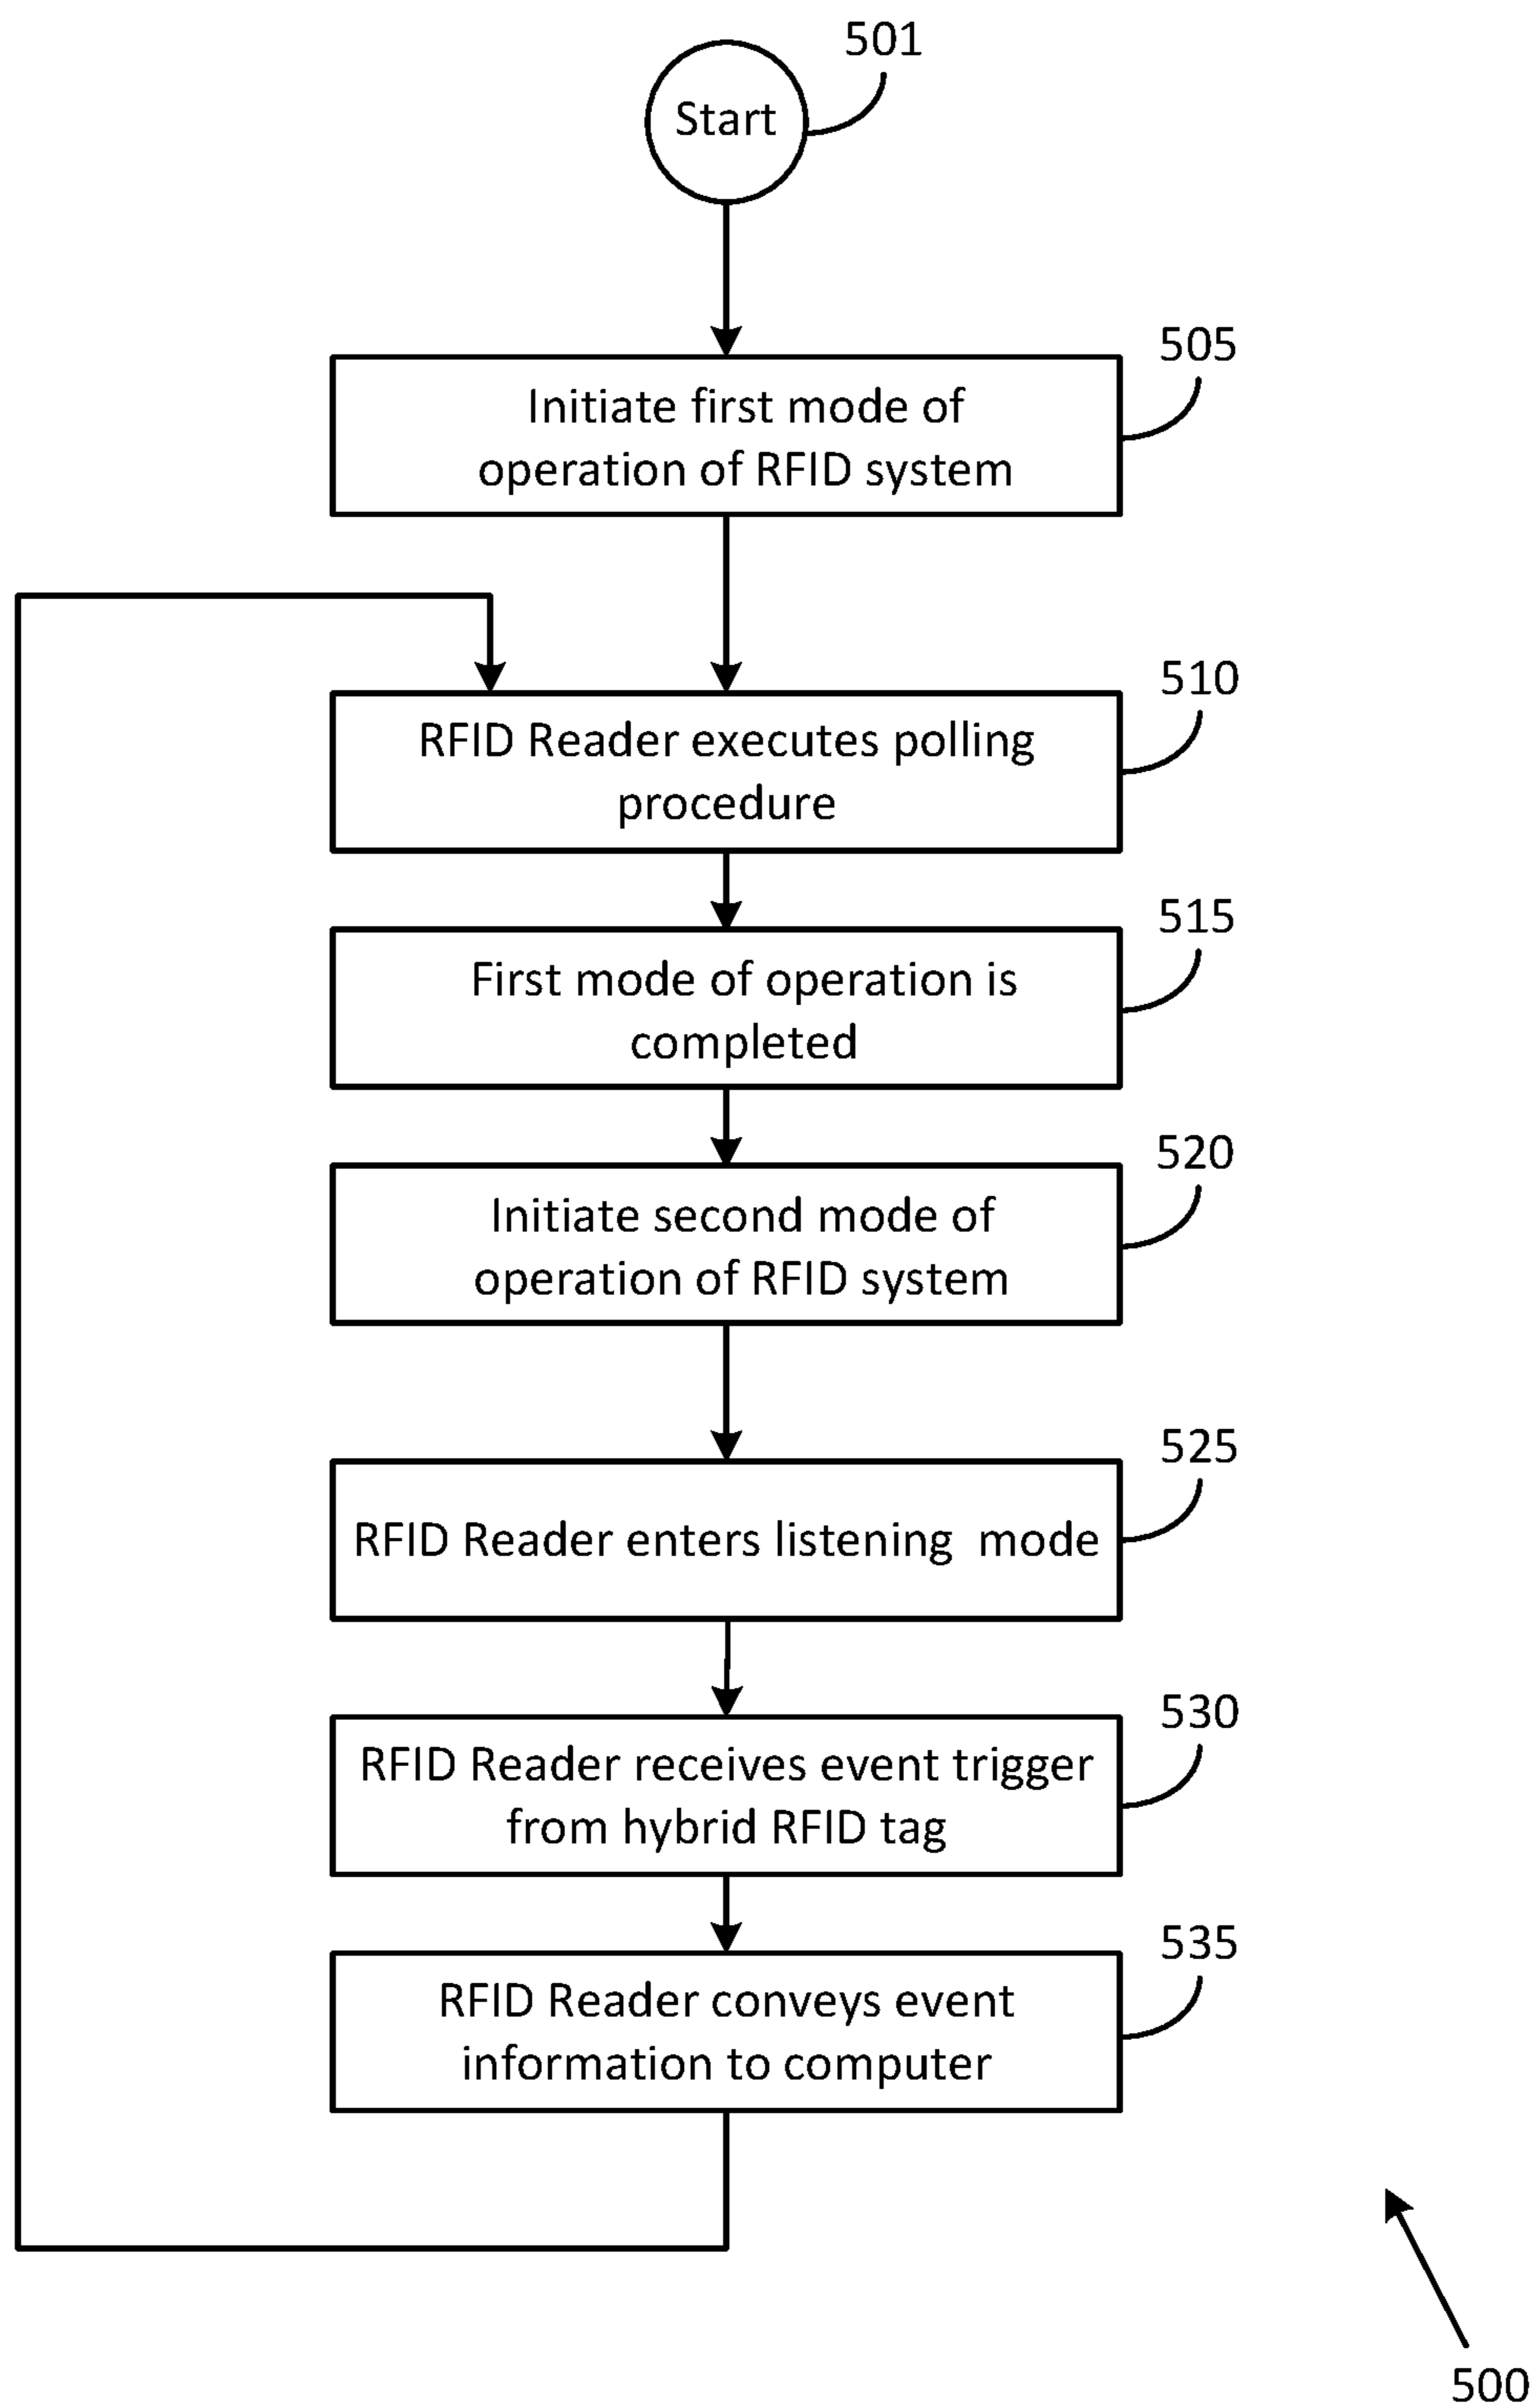 501
Start
505
Initiate first mode of
operation of RFID system
510
RFID Reader executes polling
procedure
515
First mode of operation is
completed
520
Initiate second mode of
operation of RFID system
525
RFID Reader enters listening  mode
530
RFID Reader receives event trigger
from hybrid RFID tag
535
RFID Reader conveys event
information to computer
500